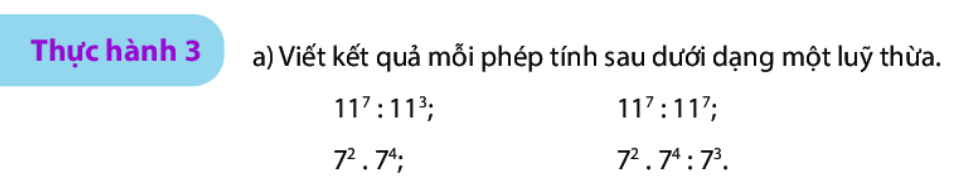 Thực hành 3
a) Viết kết quả mỗi phép tính sau dưới dạng một luỹ thừa.
11⁷ : 11³; 11⁷ : 11⁷;
7² . 7⁴; 7² . 7⁴ : 7³.